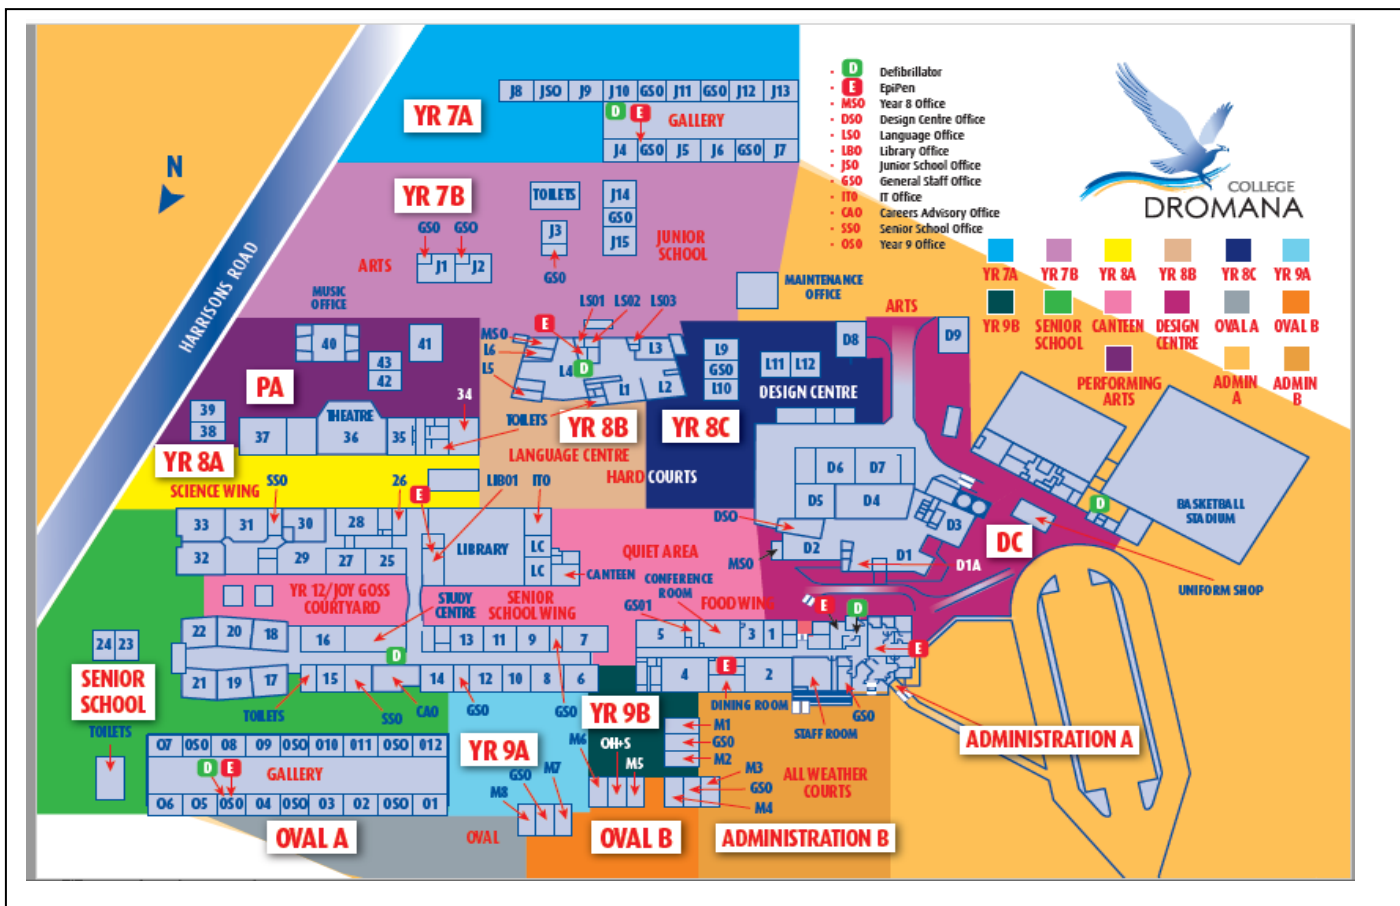 J8 JSO J9 J10 GSO J11 GSO J12 J13
D E
GALLERY
J4 GSO J5 J6 GSO J7
YR 7A
D Defibrillator
E EpiPen
MSO Year 8 Office
DSO Design Centre Office
LSO Language Office
LBO Library Office
JSO Junior School Office
GSO General Staff Office
ITO IT Office
CAO Careers Advisory Office
SSO Senior School Office
OSO Year 9 Office
COLLEGE
DROMANA
YR 7A YR 7B YR 8A YR 8B YR 8C YR 9A
YR 9B SENIOR SCHOOL CANTEEN DESIGN CENTRE OVAL A OVAL B
PERFORMING ARTS ADMIN A ADMIN B
N
HARRISONS ROAD
YR 7B
TOILETS
J14
GSO
J15
J3
GSO
JUNIOR SCHOOL
GSO GSO
J1 J2
ARTS
MUSIC OFFICE
MAINTENANCE OFFICE
ARTS
40
41
43
42
PA
39
38
37
THEATRE
36
35
34
TOILETS
LS01 LS02 LS03
E
MSO
L6
L5
L4
D
L3
L1
L2
YR 8B
LANGUAGE CENTRE
L9
GSO
L10
L11 L12
D8
D9
DESIGN CENTRE
YR 8C
HARD COURTS
YR 8A
SCIENCE WING
SSO
26
E
LIB01
ITO
33 31 30 28
32 29 27 25
LIBRARY
LC
LC
CANTEEN
QUIET AREA
D6 D7
D5 D4
D3
DSO
D2
D1
MSO
D1A
DC
D
BASKETBALL STADIUM
UNIFORM SHOP
YR 12/JOY GOSS COURTYARD
STUDY CENTRE
SENIOR SCHOOL WING
CONFERENCE ROOM
GS01
FOOD WING
E D
E
24 23
22 20 18
16
13 11 9 7
5 3 1
D
21 19 17
15
14 12 10 8 6
4
E
2
SENIOR SCHOOL
TOILETS
TOILETS
SSO
CAO
GSO
GSO
DINING ROOM
STAFF ROOM
GSO
ADMINISTRATION A
YR 9B
M1
GSO
M2
M3
GSO
M4
M6
OH+S
M5
YR 9A
GSO
M7
M8
ALL WEATHER COURTS
O7 OSO O8 O9 OSO O10 O11 OSO O12
D E
GALLERY
O6 O5 OSO O4 OSO O3 O2 OSO O1
OVAL A
OVAL
OVAL B
ADMINISTRATION B